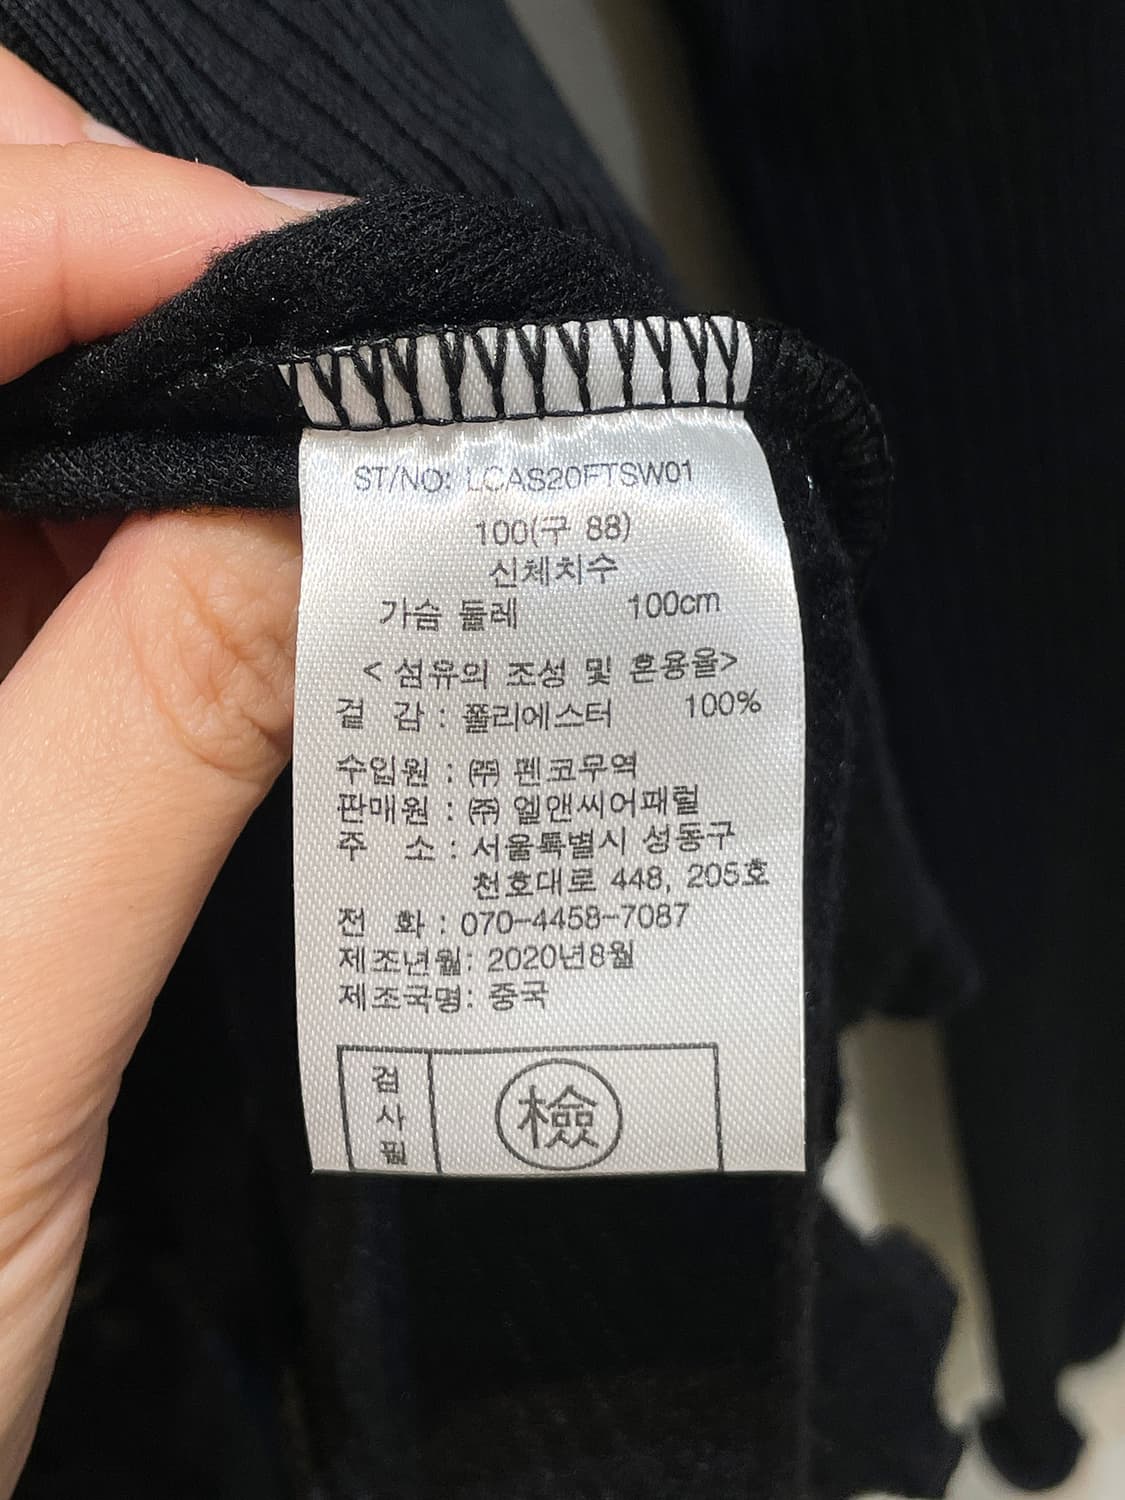 ST/NO: LCAS20FTSW01
100(구 88)
신체치수
가슴 둘레 100cm
< 섬유의 조성 및 혼용율>
겉 감 : 폴리에스터 100%
수입원 : ㈜ 펜코무역
판매원 : ㈜ 엘앤씨어패럴
주 소 : 서울특별시 성동구
천호대로 448, 205호
전 화 : 070-4458-7087
제조년월: 2020년8월
제조국명: 중국
검사필 檢